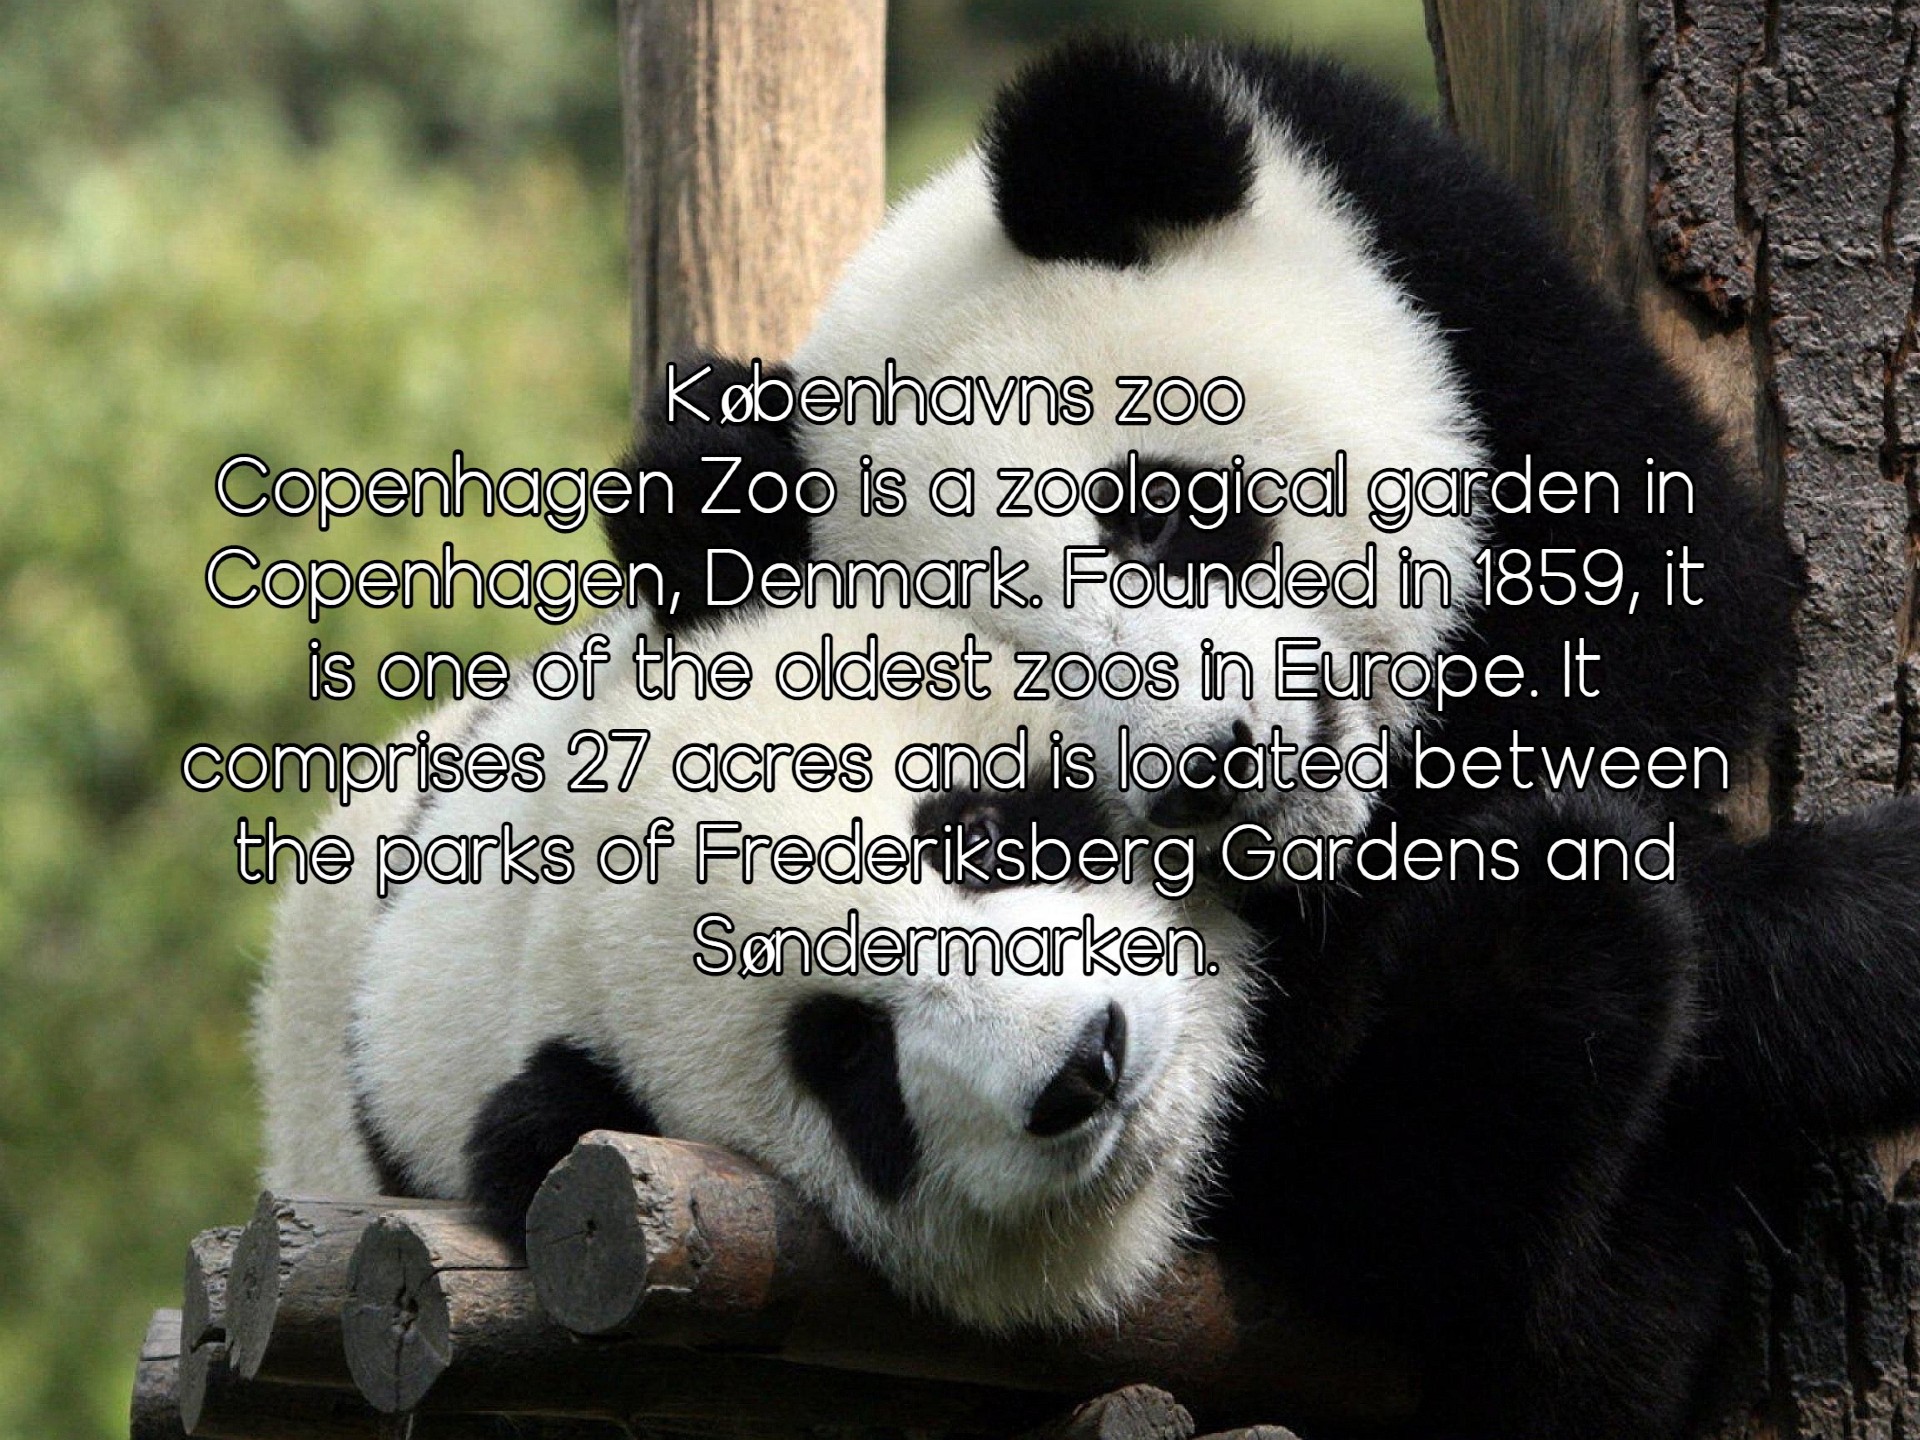 Københavns zoo
Copenhagen Zoo is a zoological garden in
Copenhagen, Denmark. Founded in 1859, it
is one of the oldest zoos in Europe. It
comprises 27 acres and is located between
the parks of Frederiksberg Gardens and
Søndermarken.